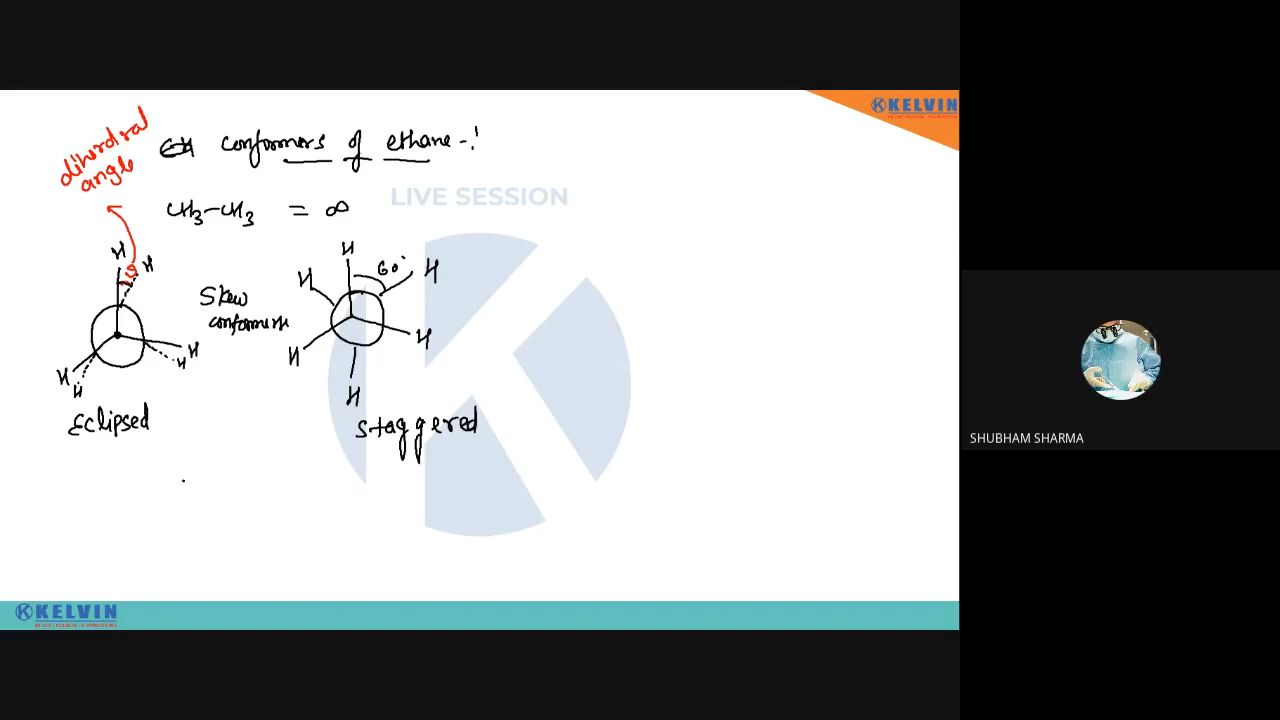 KELVIN
conformers of ethane -:
dihedral
angle
LIVE SESSION
CH3-CH3 = ∞
H
H
H
H
60°
H
Skew
conformers
H
H
H
H
H
H
H
H
Eclipsed
Staggered
SHUBHAM SHARMA
KELVIN